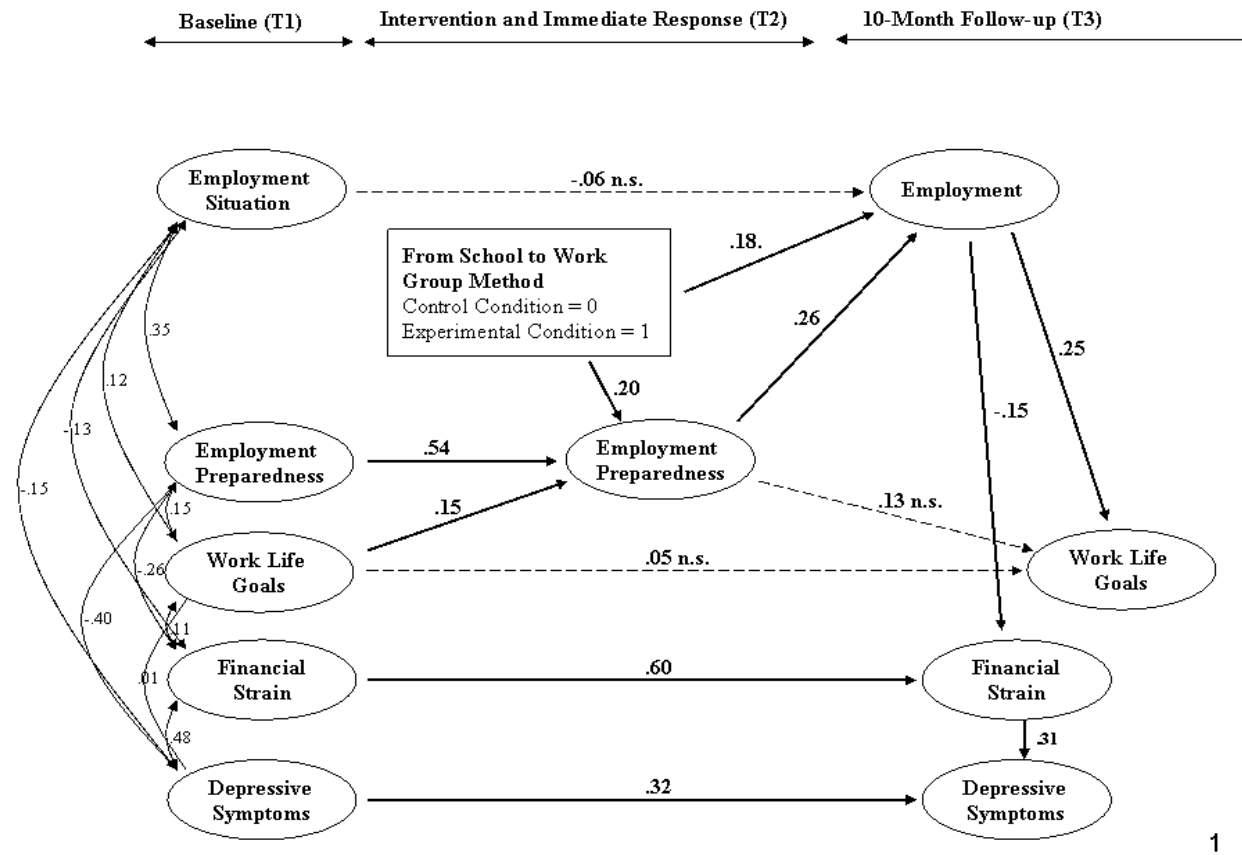 Baseline (T1)
Intervention and Immediate Response (T2)
10-Month Follow-up (T3)
Employment
Situation
-.06 n.s.
Employment
From School to Work
Group Method
Control Condition = 0
Experimental Condition = 1
.18.
.26
.20
.25
-.15
.35
.12
-.13
-.15
Employment
Preparedness
.54
Employment
Preparedness
.15
.15
.13 n.s.
Work Life
Goals
.05 n.s.
Work Life
Goals
-.26
-.40
.11
.01
Financial
Strain
.60
Financial
Strain
.48
.31
Depressive
Symptoms
.32
Depressive
Symptoms
1